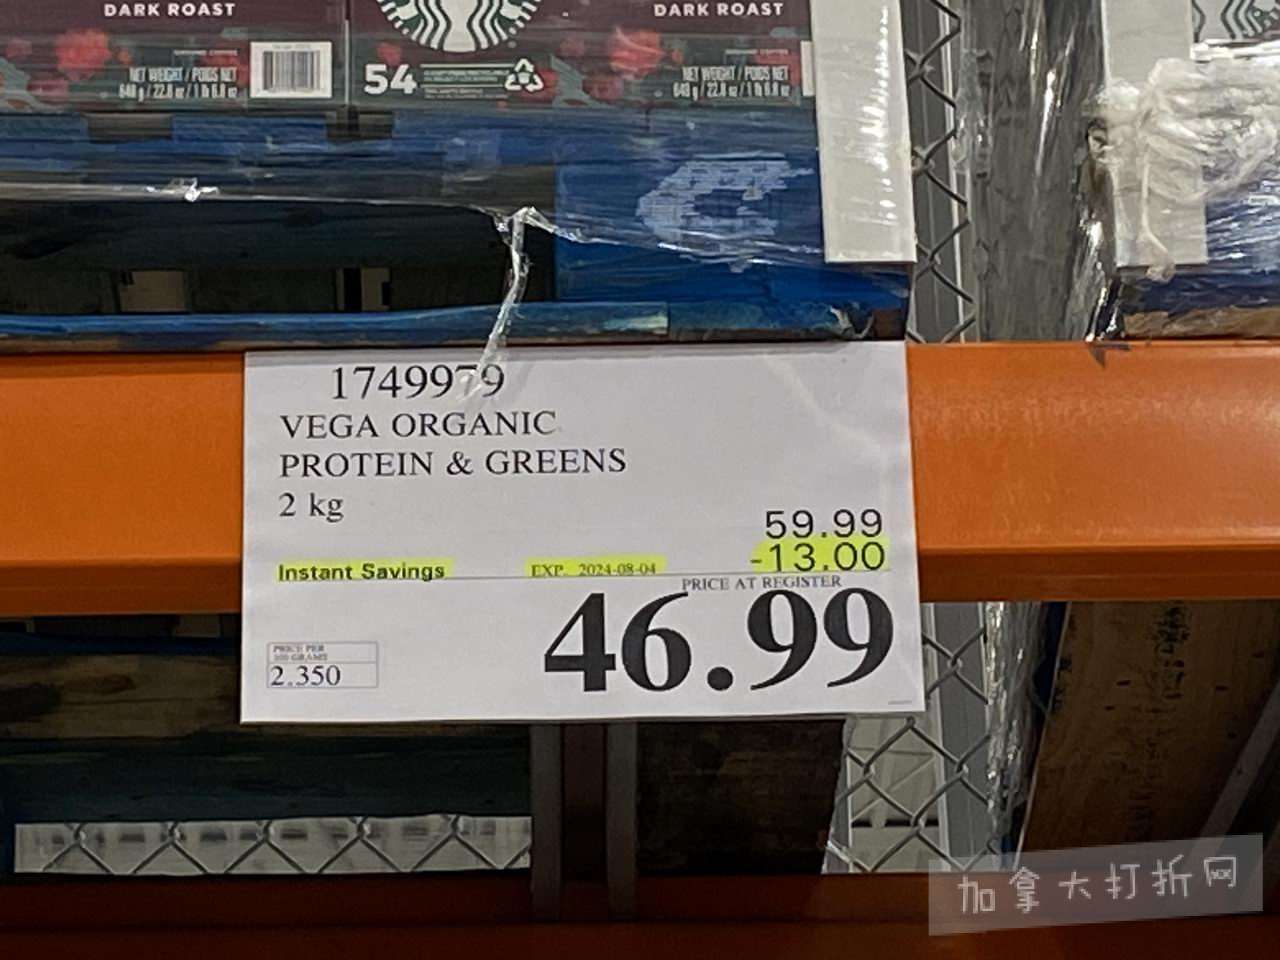 DARK ROAST
DARK ROAST
54
NET WEIGHT / POIDS NET
NET WEIGHT / POIDS NET
1749979
VEGA ORGANIC
PROTEIN & GREENS
2 kg
59.99
-13.00
Instant Savings
EXP. 2024-08-04
PRICE AT REGISTER
46.99
PRICE PER
100 GRAMS
2.350
加拿大打折网